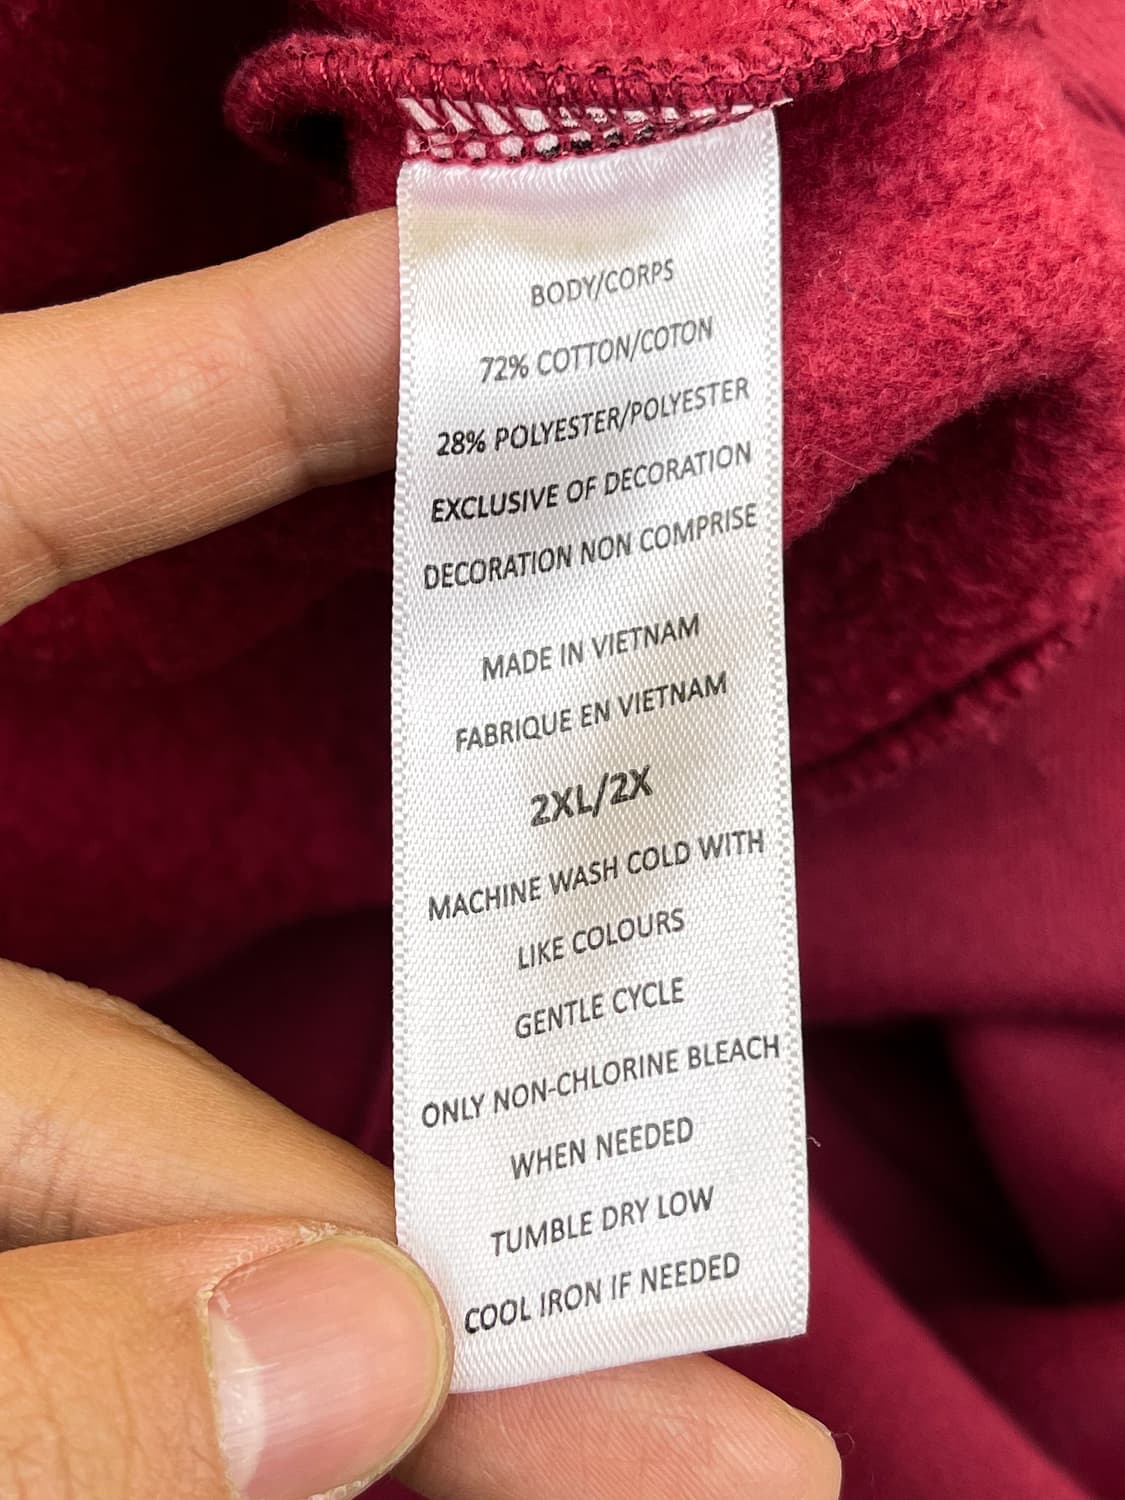 BODY/CORPS
72% COTTON/COTON
28% POLYESTER/POLYESTER
EXCLUSIVE OF DECORATION
DECORATION NON COMPRISE
MADE IN VIETNAM
FABRIQUE EN VIETNAM
2XL/2X
MACHINE WASH COLD WITH
LIKE COLOURS
GENTLE CYCLE
ONLY NON-CHLORINE BLEACH
WHEN NEEDED
TUMBLE DRY LOW
COOL IRON IF NEEDED